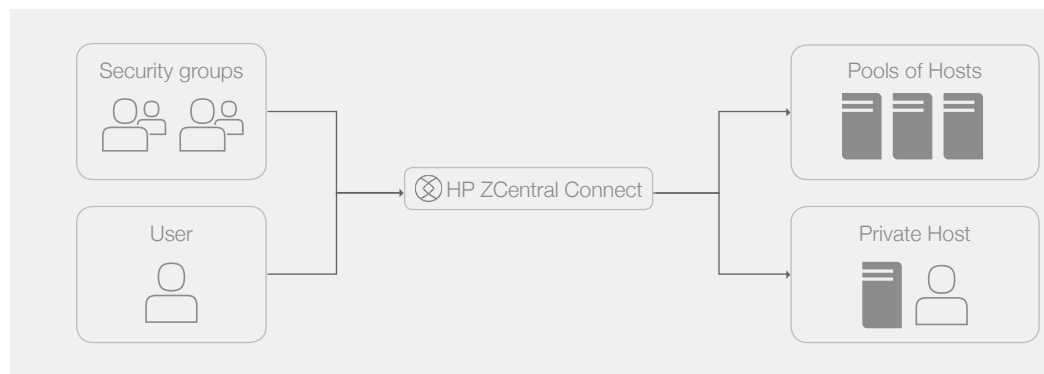 Security groups
User
HP ZCentral Connect
Pools of Hosts
Private Host